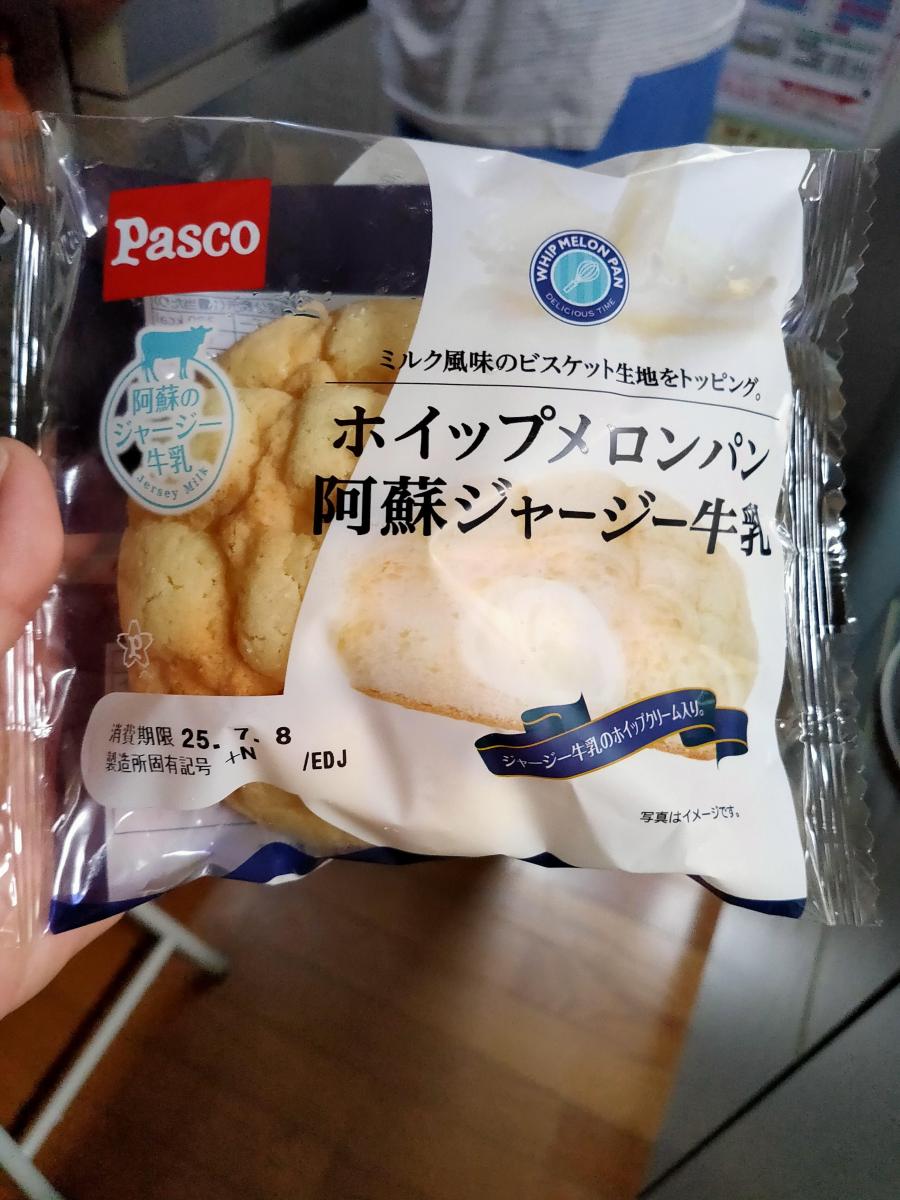 Pasco
WHIP MELON PAN
DELICIOUS TIME
ミルク風味のビスケット生地をトッピング。
ホイップメロンパン
阿蘇ジャージー牛乳
阿蘇の
ジャージー
牛乳
Jersey Milk
ジャージー牛乳のホイップクリーム入り。
消費期限 25. 7. 8
製造所固有記号 +N /EDJ
写真はイメージです。